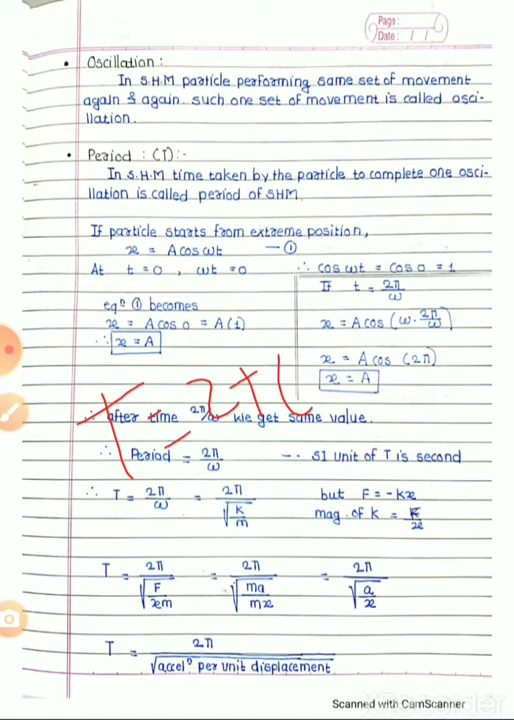 Page:
Date: / /
• Oscillation :
In S.H.M particle performing same set of movement
again & again. such one set of movement is called osci-
llation.
• Period : (T) :-
In S.H.M time taken by the particle to complete one osci-
llation is called period of SHM.
If particle starts from extreme position,
x = A cos ωt — ①
At t = 0 , ωt = 0 ∴ cos ωt = cos 0 = 1
If t = 2π/ω
eqⁿ ① becomes
x = A cos 0 = A(1) x = A cos (ω · 2π/ω)
∴ x = A x = A cos (2π)
x = A
∴ After time 2π/ω we get same value.
∴ Period = 2π/ω -- SI unit of T is second
∴ T = 2π/ω = 2π/√(K/m) but F = -Kx
mag. of K = F/x
T = 2π/√(F/xm) = 2π/√(ma/mx) = 2π/√(a/x)
T = 2π/√(accelⁿ per unit displacement)
Scanned with CamScanner